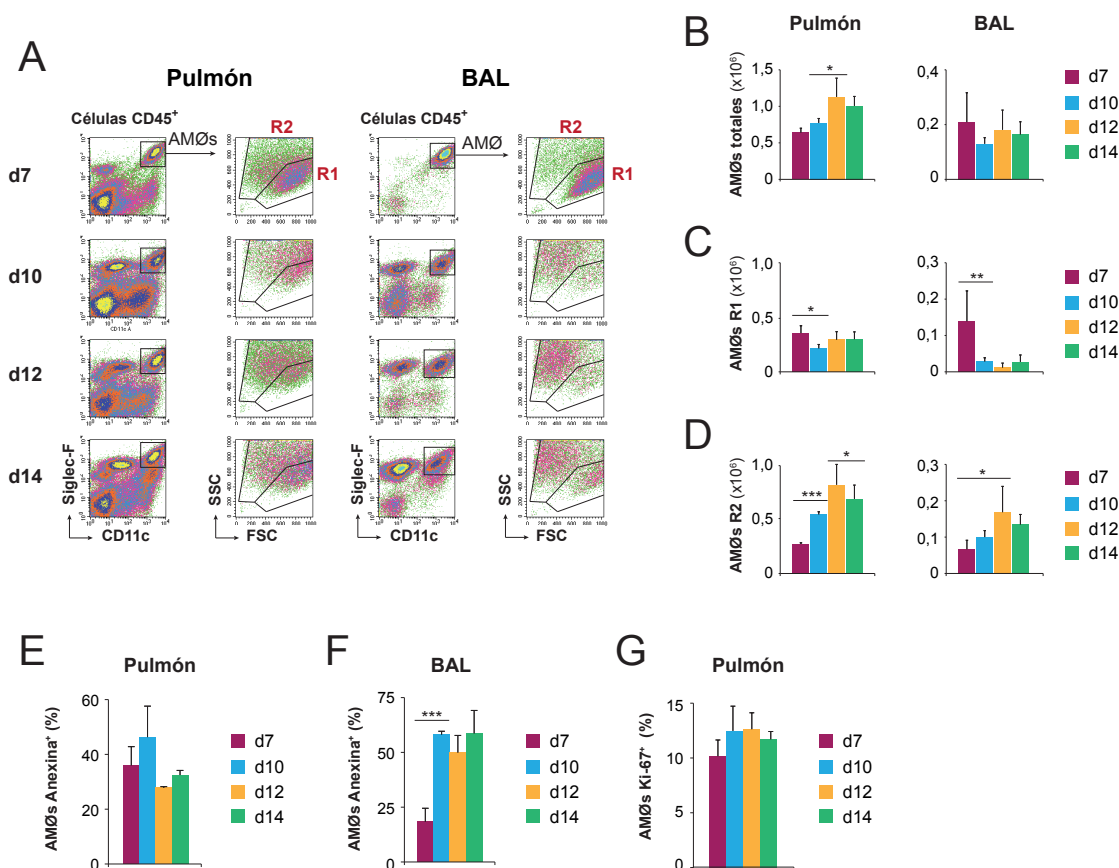 A
Pulmón
BAL
Células CD45+
AMØs
R2
R1
Células CD45+
AMØ
R2
R1
d7
d10
d12
d14
CD11c A
Siglec-F
CD11c
SSC
FSC
Siglec-F
CD11c
SSC
FSC
B
Pulmón
BAL
AMØs totales (x10⁶)
1,5
1,0
0,5
0
*
0,4
0,2
0
d7
d10
d12
d14
C
AMØs R1 (x10⁶)
1,0
0,5
0
*
0,3
0,2
0,1
0
**
d7
d10
d12
d14
D
AMØs R2 (x10⁶)
1,0
0,5
0
***
*
0,3
0,2
0,1
0
*
d7
d10
d12
d14
E
Pulmón
AMØs Anexina+ (%)
60
40
20
0
d7
d10
d12
d14
F
BAL
AMØs Anexina+ (%)
75
50
25
0
***
d7
d10
d12
d14
G
Pulmón
AMØs Ki-67+ (%)
15
10
5
0
d7
d10
d12
d14